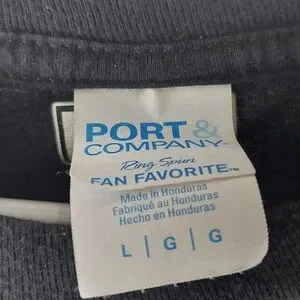 PORT &
COMPANY
Ring Spun
FAN FAVORITE™
Made in Honduras
Fabriqué au Honduras
Hecho en Honduras
L | G | G